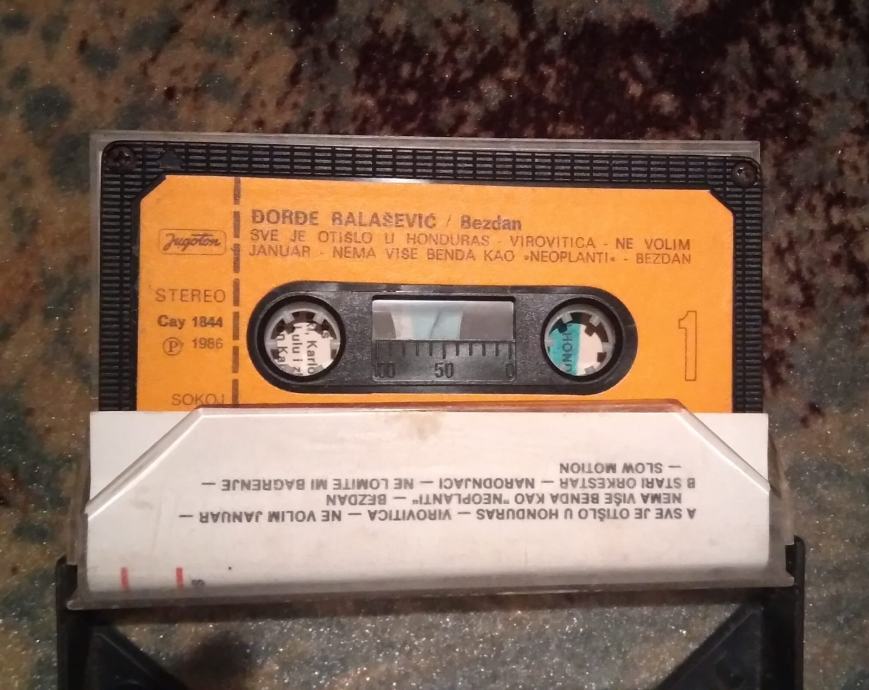 Jugoton
ĐORĐE BALAŠEVIĆ / Bezdan
SVE JE OTIŠLO U HONDURAS - VIROVITICA - NE VOLIM
JANUAR - NEMA VIŠE BENDA KAO »NEOPLANTI« - BEZDAN
STEREO
Cay 1844
Ⓟ 1986
SOKOJ
50 0
1
A SVE JE OTIŠLO U HONDURAS — VIROVITICA — NE VOLIM JANUAR —
NEMA VIŠE BENDA KAO "NEOPLANTI" — BEZDAN
B STARI ORKESTAR — NARODNJACI — NE LOMITE MI BAGRENJE —
— SLOW MOTION